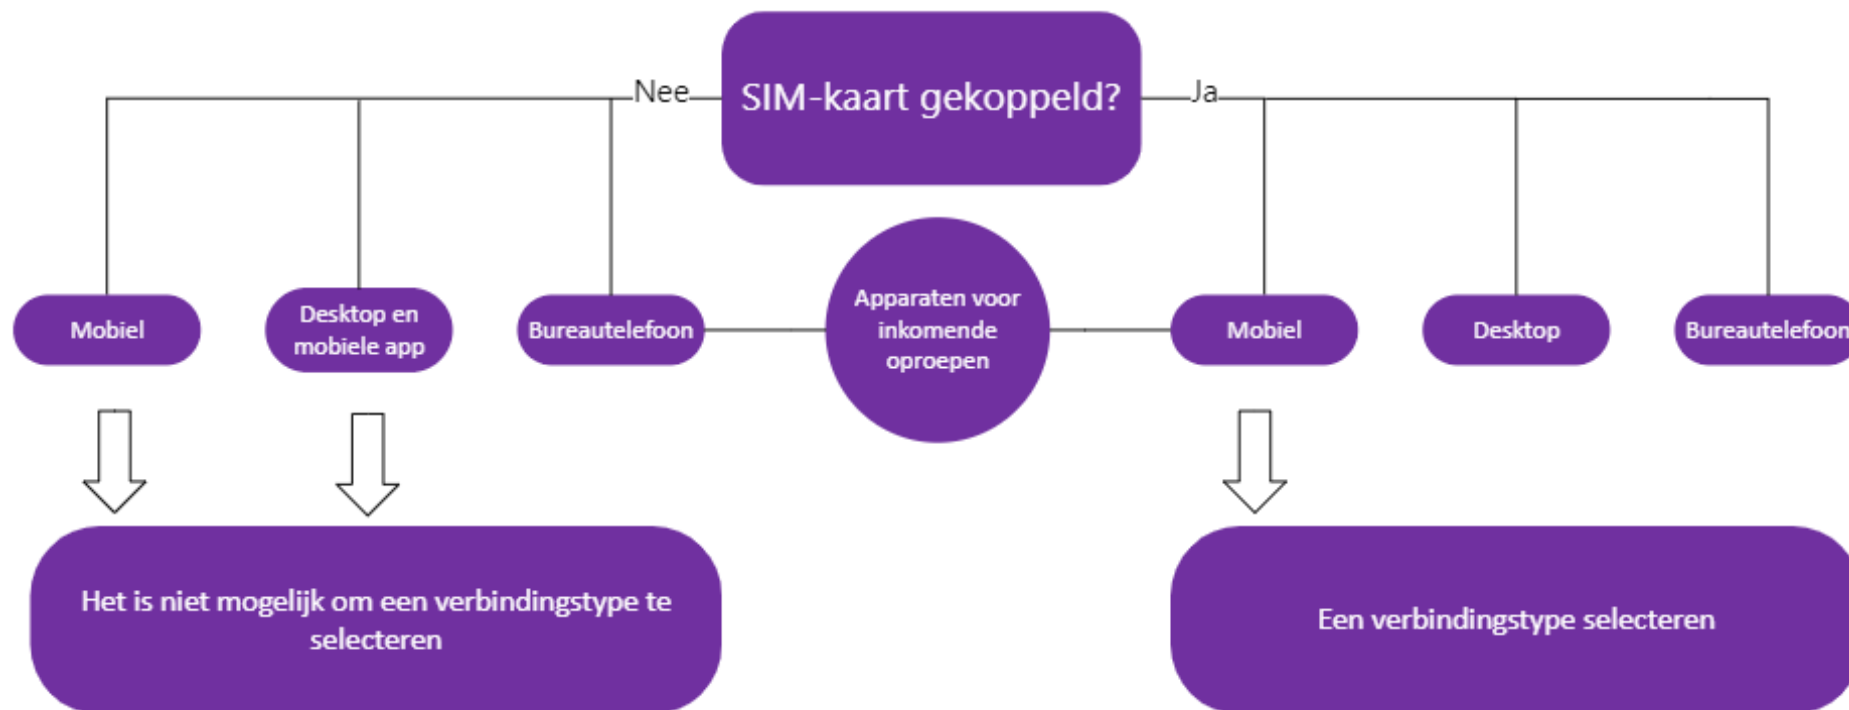 Nee
SIM-kaart gekoppeld?
Ja
Mobiel
Desktop en
mobiele app
Bureautelefoon
Apparaten voor
inkomende
oproepen
Mobiel
Desktop
Bureautelefoon
Het is niet mogelijk om een verbindingstype te
selecteren
Een verbindingstype selecteren